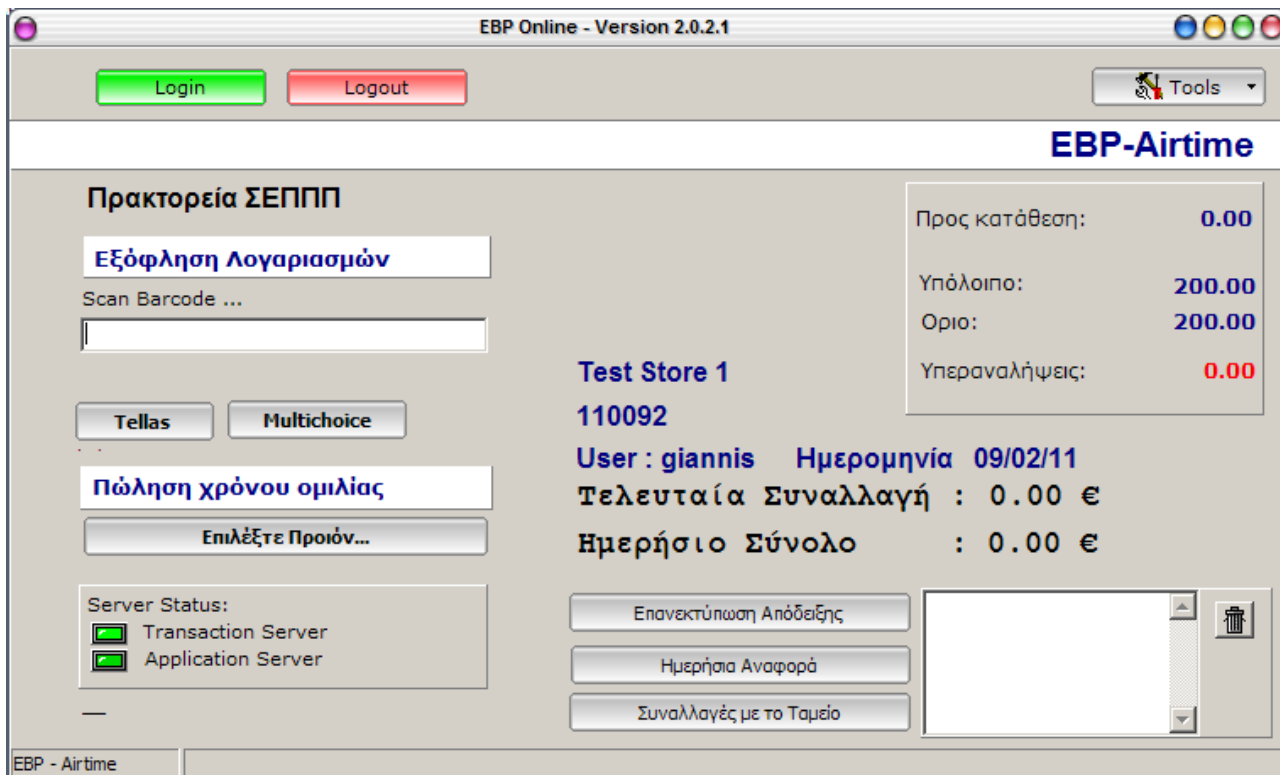 EBP Online - Version 2.0.2.1
Login Logout Tools
EBP-Airtime
Πρακτορεία ΣΕΠΠΠ
Εξόφληση Λογαριασμών
Scan Barcode ...
Tellas Multichoice
Πώληση χρόνου ομιλίας
Επιλέξτε Προιόν...
Server Status:
Transaction Server
Application Server
Προς κατάθεση: 0.00
Υπόλοιπο: 200.00
Οριο: 200.00
Υπεραναλήψεις: 0.00
Test Store 1
110092
User : giannis Ημερομηνία 09/02/11
Τελευταία Συναλλαγή : 0.00 €
Ημερήσιο Σύνολο : 0.00 €
Επανεκτύπωση Απόδειξης
Ημερήσια Αναφορά
Συναλλαγές με το Ταμείο
EBP - Airtime